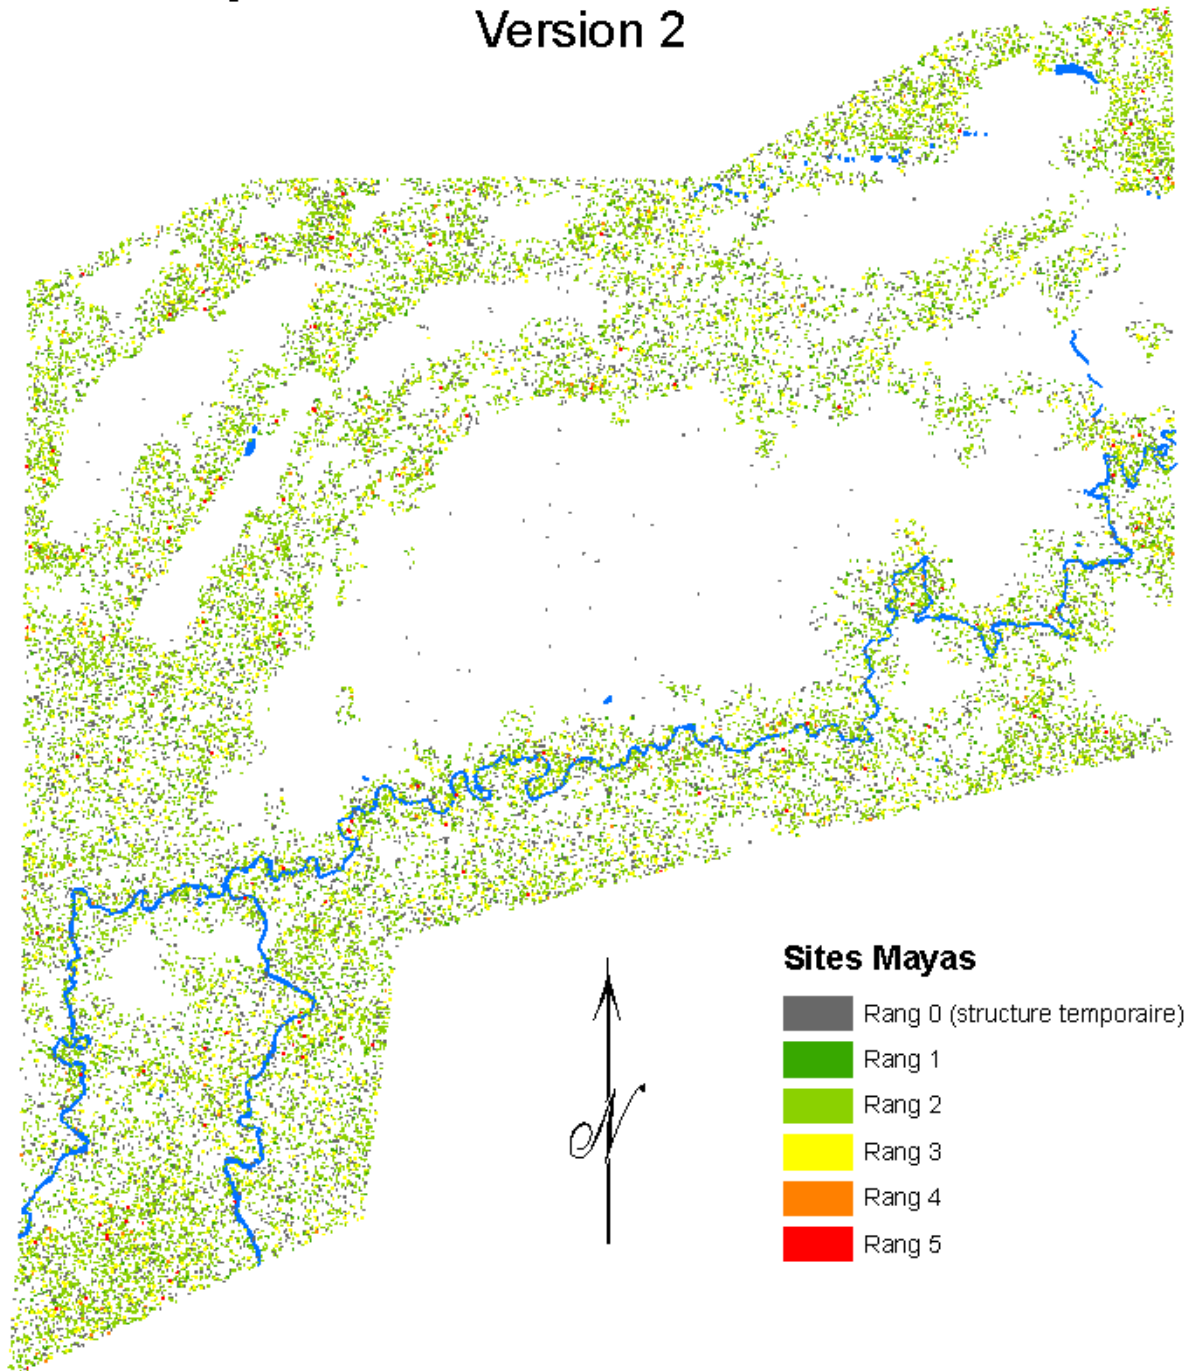 Version 2
N
Sites Mayas
Rang 0 (structure temporaire)
Rang 1
Rang 2
Rang 3
Rang 4
Rang 5